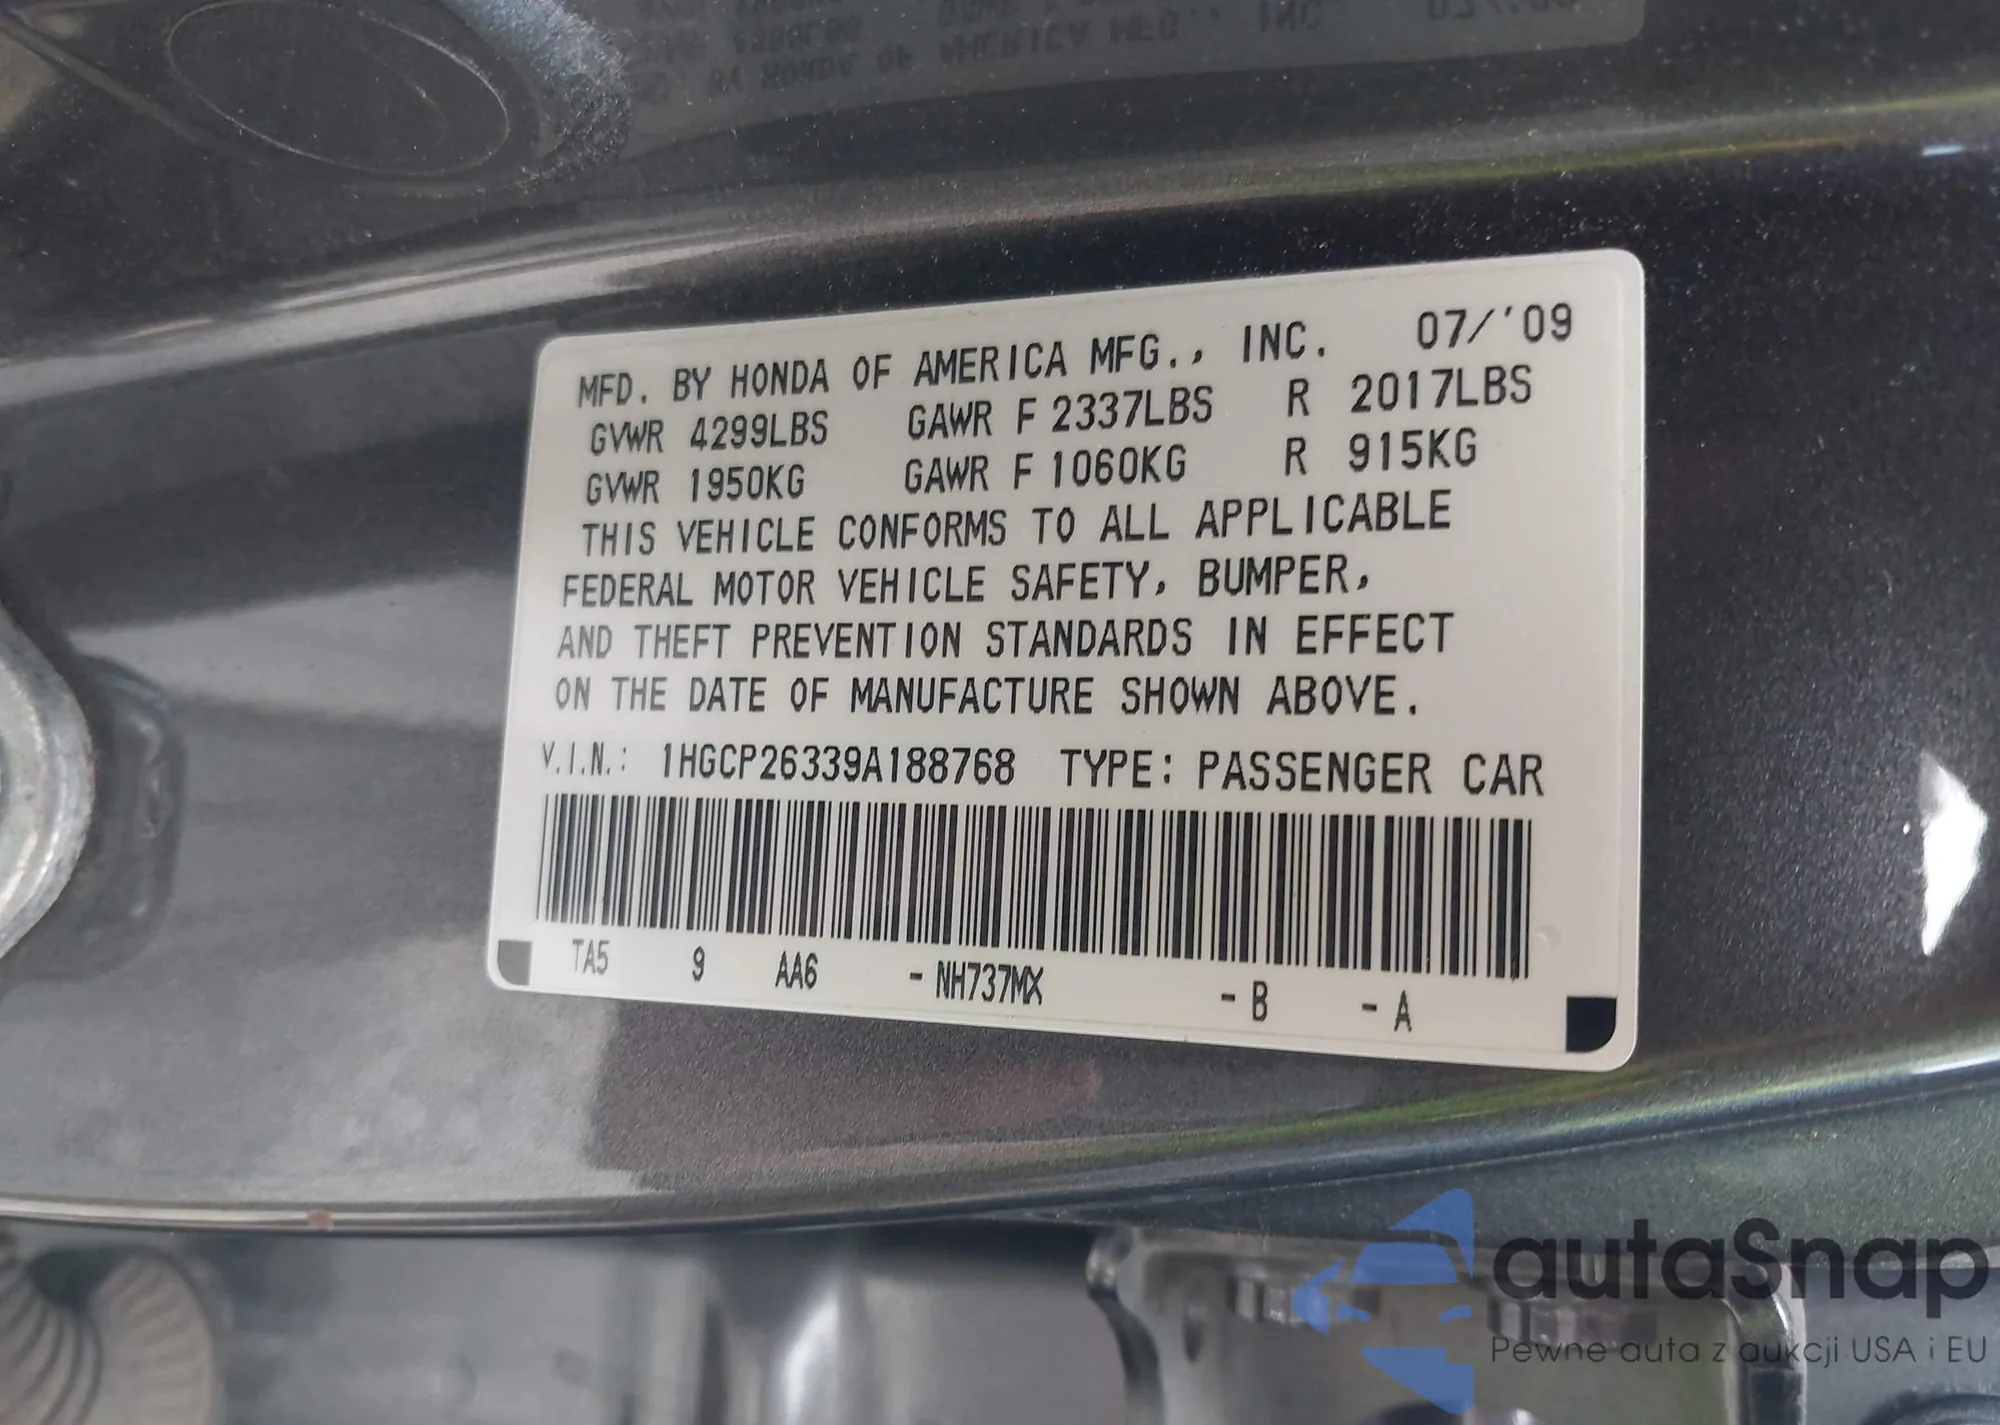 MFD. BY HONDA OF AMERICA MFG., INC. 07/'09
GVWR 4299LBS GAWR F 2337LBS R 2017LBS
GVWR 1950KG GAWR F 1060KG R 915KG
THIS VEHICLE CONFORMS TO ALL APPLICABLE
FEDERAL MOTOR VEHICLE SAFETY, BUMPER,
AND THEFT PREVENTION STANDARDS IN EFFECT
ON THE DATE OF MANUFACTURE SHOWN ABOVE.
V.I.N.: 1HGCP26339A188768 TYPE: PASSENGER CAR
TA5 9 AA6 - NH737MX - B - A
autaSnap
Pewne auta z aukcji USA i EU